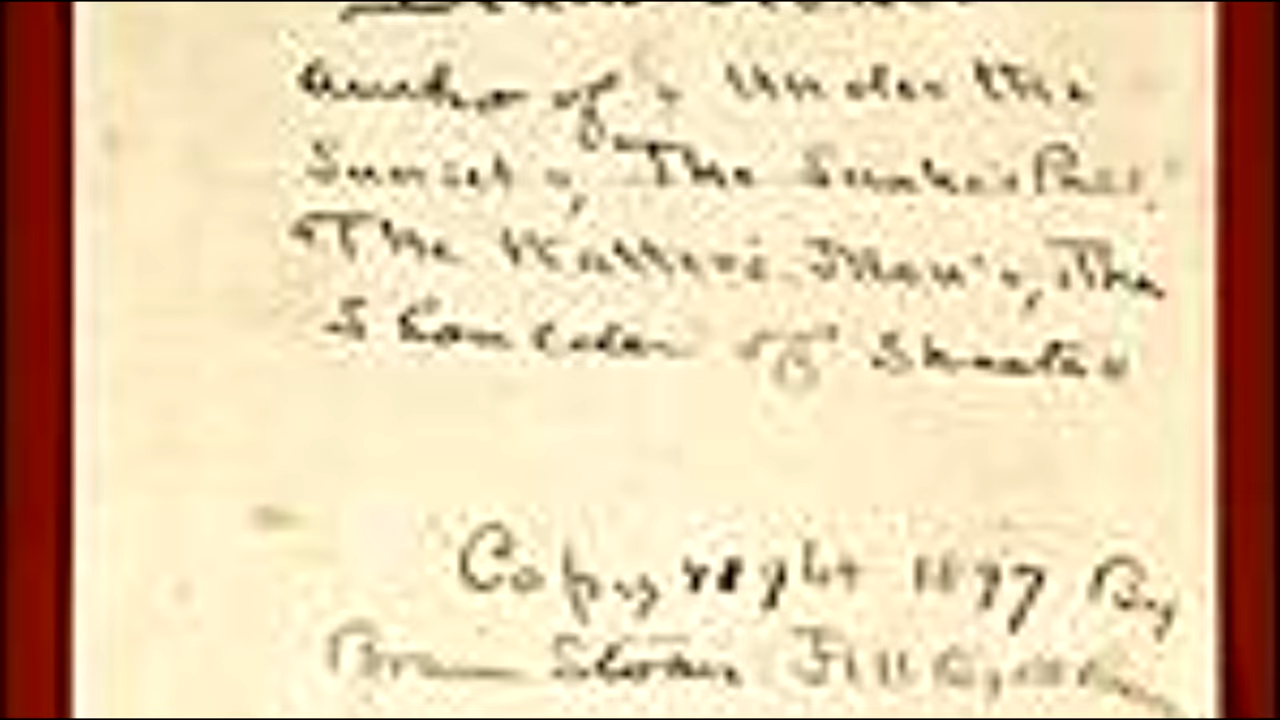 Author of "Under the
Sunset", "The Snake's Pass"
"The Watter's Mou'", "The
Shoulder of Shasta"
Copyright 1897 By
Bram Stoker